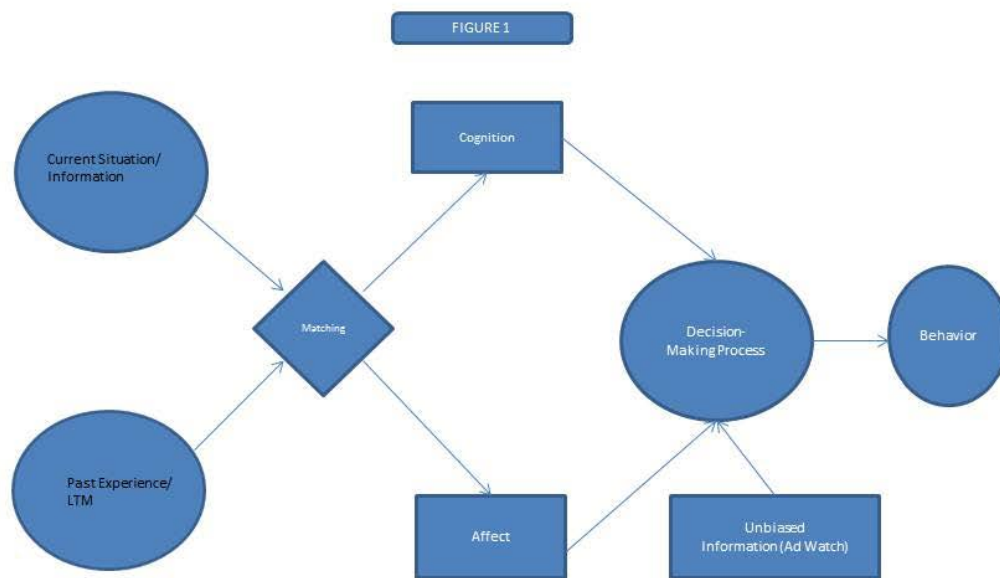 FIGURE 1
Cognition
Current Situation/
Information
Matching
Decision-
Making Process
Behavior
Past Experience/
LTM
Affect
Unbiased
Information (Ad Watch)